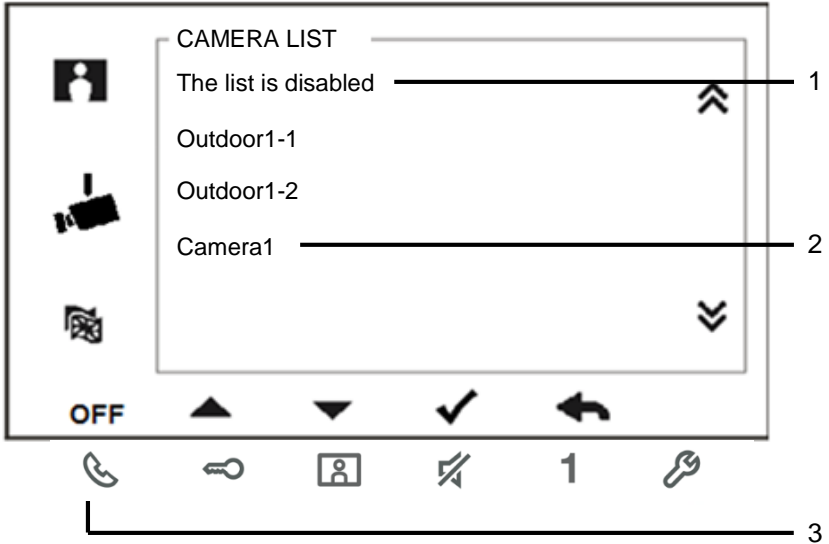 CAMERA LIST
The list is disabled
1
Outdoor1-1
Outdoor1-2
Camera1
2
OFF
1
3